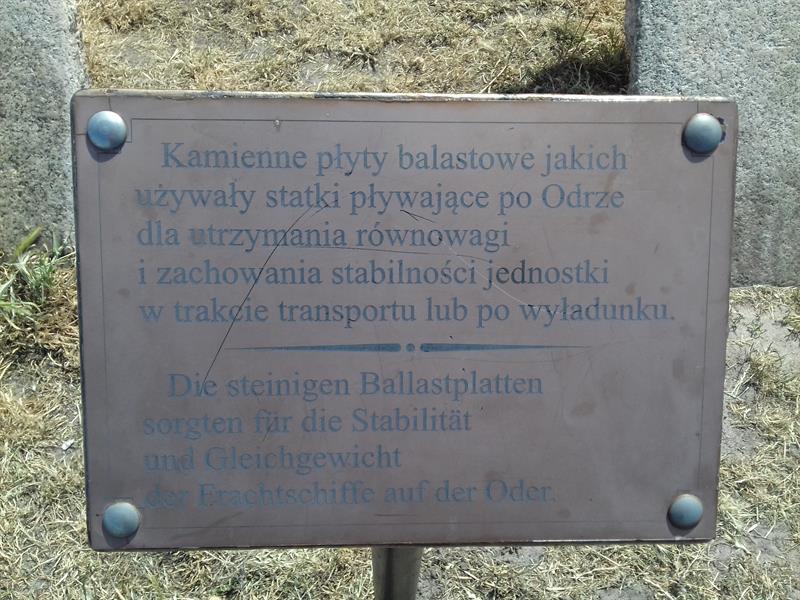 Kamienne płyty balastowe jakich
używały statki pływające po Odrze
dla utrzymania równowagi
i zachowania stabilności jednostki
w trakcie transportu lub po wyładunku.
Die steinigen Ballastplatten
sorgten für die Stabilität
und Gleichgewicht
der Frachtschiffe auf der Oder.